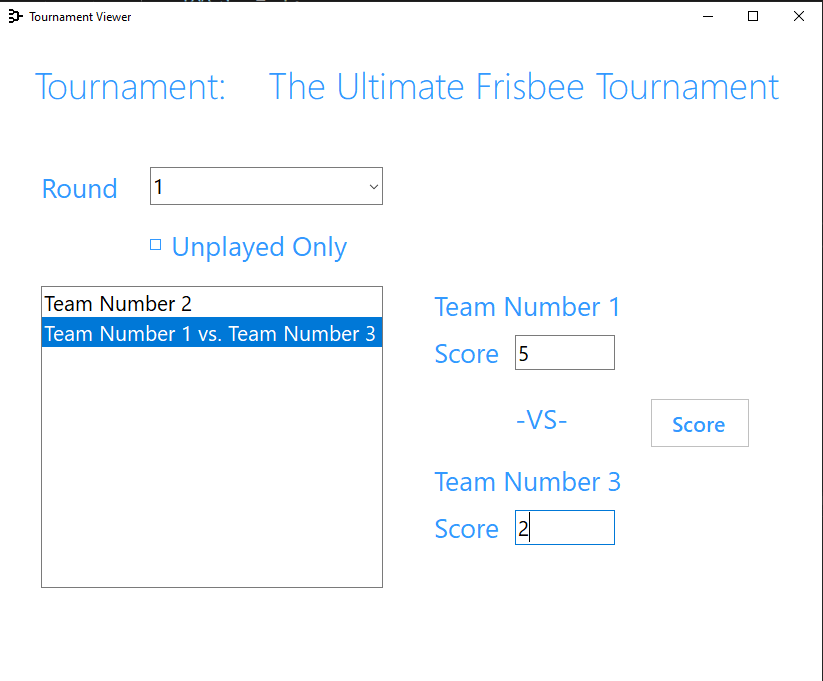 Tournament Viewer
Tournament: The Ultimate Frisbee Tournament
Round 1
Unplayed Only
Team Number 2
Team Number 1 vs. Team Number 3
Team Number 1
Score 5
-VS-
Score
Team Number 3
Score 2